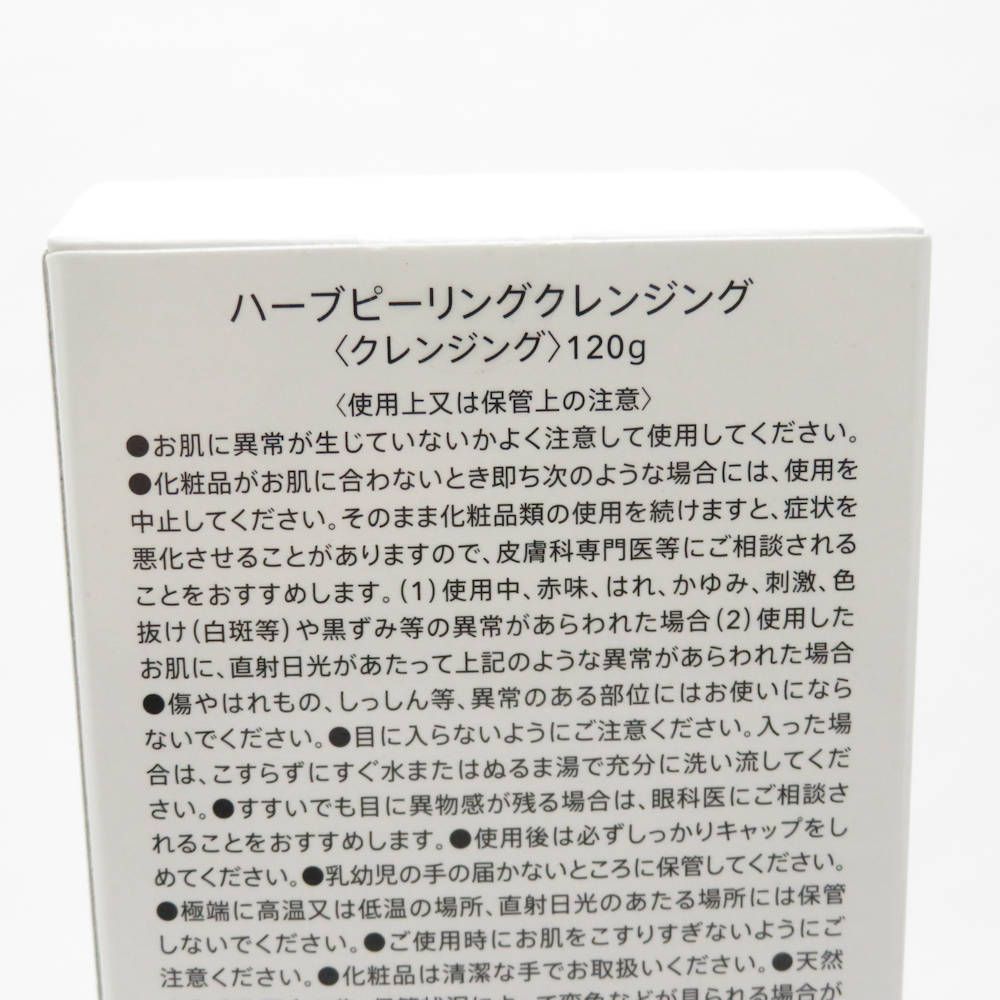 ハーブピーリングクレンジング
〈クレンジング〉120g
〈使用上又は保管上の注意〉
●お肌に異常が生じていないかよく注意して使用してください。
●化粧品がお肌に合わないとき即ち次のような場合には、使用を
中止してください。そのまま化粧品類の使用を続けますと、症状を
悪化させることがありますので、皮膚科専門医等にご相談される
ことをおすすめします。(1)使用中、赤味、はれ、かゆみ、刺激、色
抜け(白斑等)や黒ずみ等の異常があらわれた場合(2)使用した
お肌に、直射日光があたって上記のような異常があらわれた場合
●傷やはれもの、しっしん等、異常のある部位にはお使いになら
ないでください。●目に入らないようにご注意ください。入った場
合は、こすらずにすぐ水またはぬるま湯で充分に洗い流してくだ
さい。●すすいでも目に異物感が残る場合は、眼科医にご相談さ
れることをおすすめします。●使用後は必ずしっかりキャップをし
めてください。●乳幼児の手の届かないところに保管してください。
●極端に高温又は低温の場所、直射日光のあたる場所には保管
しないでください。●ご使用時にお肌をこすりすぎないようにご
注意ください。●化粧品は清潔な手でお取扱いください。●天然
保管状況によって変色などが見られる場合が